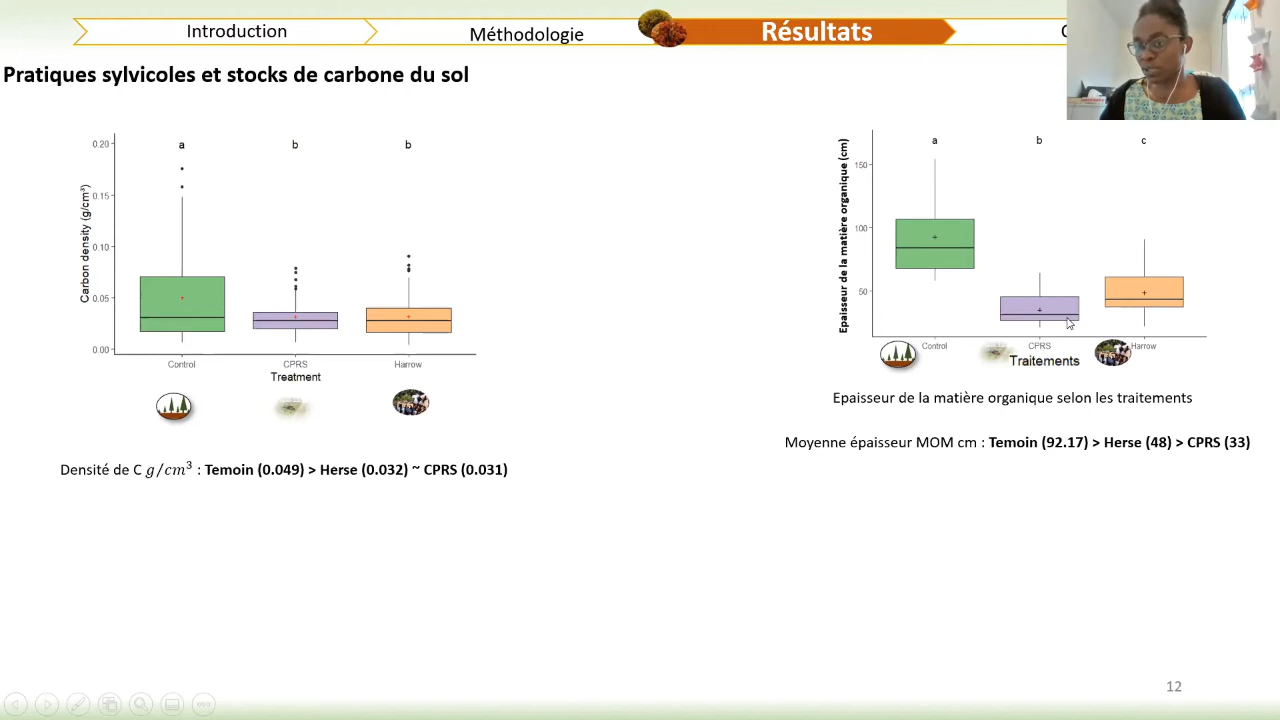 Introduction
Méthodologie
Résultats
C
Pratiques sylvicoles et stocks de carbone du sol
Carbon density (g/cm³)
0.20
0.15
0.10
0.05
0.00
a
b
b
Control
CPRS
Harrow
Treatment
Densité de C g/cm³ : Temoin (0.049) > Herse (0.032) ~ CPRS (0.031)
Epaisseur de la matière organique (cm)
150
100
50
a
b
c
Control
CPRS
Harrow
Traitements
Epaisseur de la matière organique selon les traitements
Moyenne épaisseur MOM cm : Temoin (92.17) > Herse (48) > CPRS (33)
12